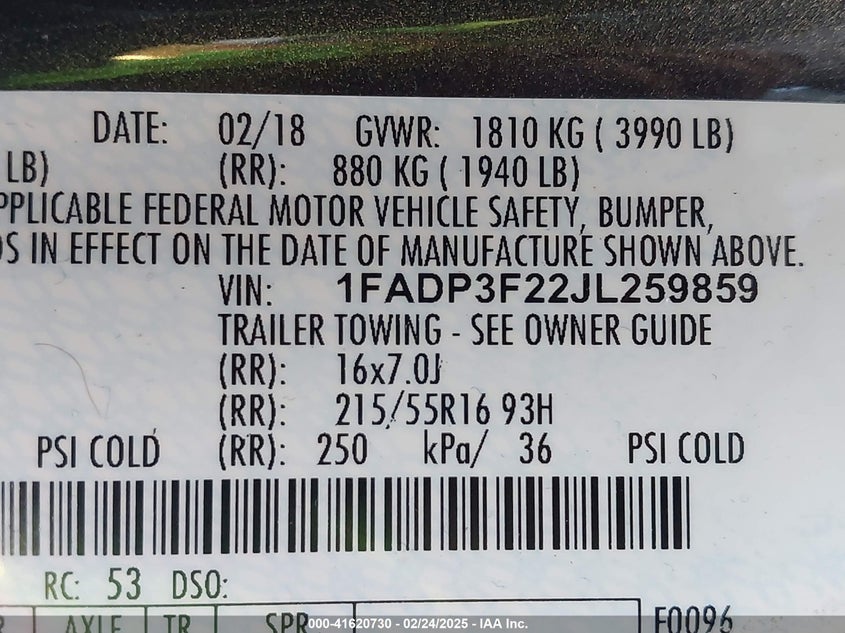 DATE: 02/18 GVWR: 1810 KG ( 3990 LB)
LB) (RR): 880 KG ( 1940 LB)
PPLICABLE FEDERAL MOTOR VEHICLE SAFETY, BUMPER,
DS IN EFFECT ON THE DATE OF MANUFACTURE SHOWN ABOVE.
VIN: 1FADP3F22JL259859
TRAILER TOWING - SEE OWNER GUIDE
(RR): 16x7.0J
(RR): 215/55R16 93H
PSI COLD (RR): 250 kPa/ 36 PSI COLD
RC: 53 DSO:
AXLE TR SPR F0096
000-41620730 - 02/24/2025 - IAA Inc.